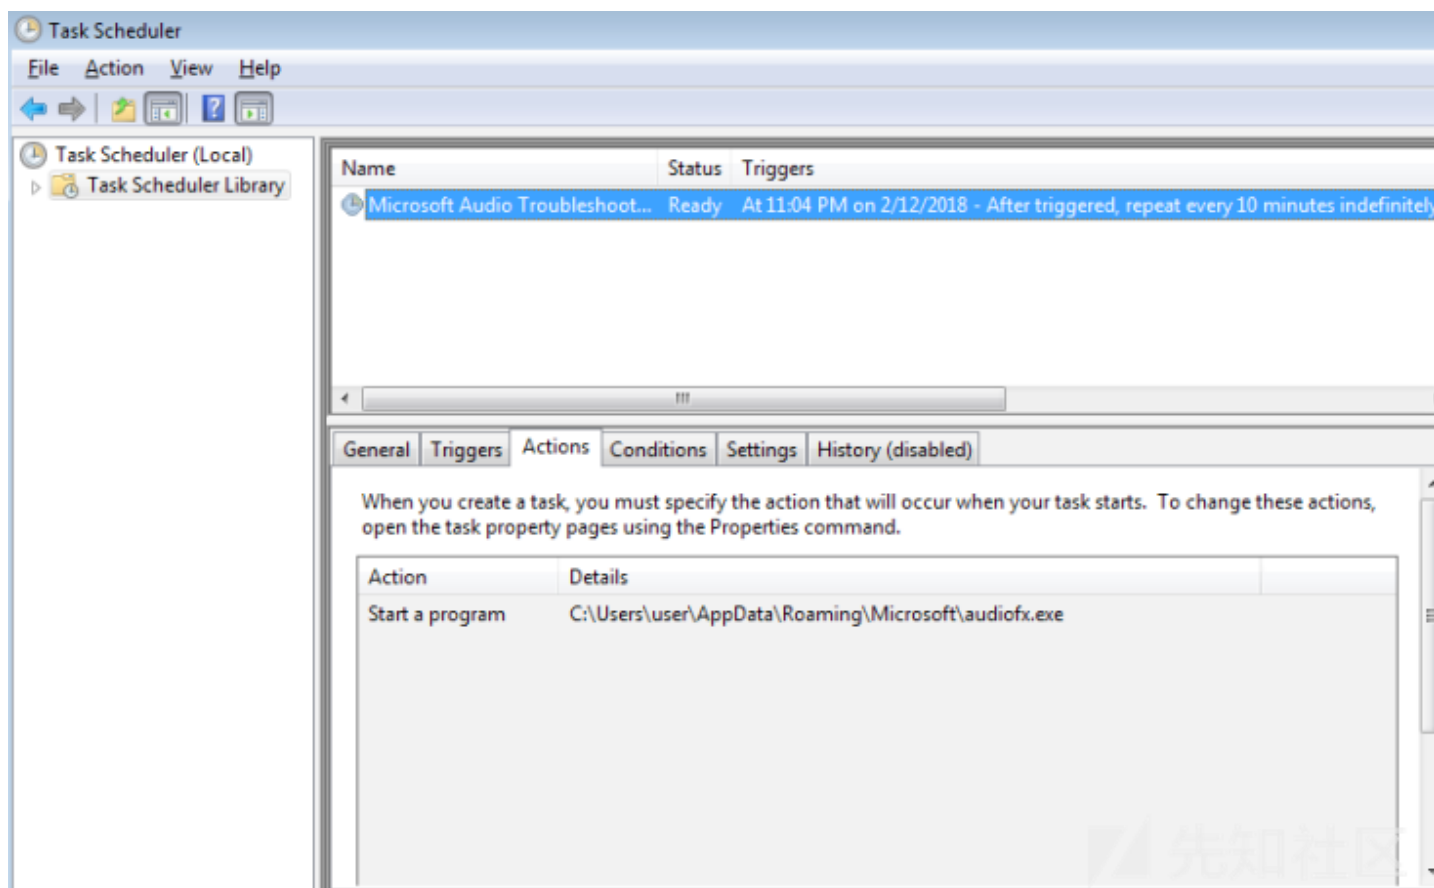 Task Scheduler
File Action View Help
Task Scheduler (Local)
Task Scheduler Library
Name Status Triggers
Microsoft Audio Troubleshoot... Ready At 11:04 PM on 2/12/2018 - After triggered, repeat every 10 minutes indefinitely
General Triggers Actions Conditions Settings History (disabled)
When you create a task, you must specify the action that will occur when your task starts. To change these actions,
open the task property pages using the Properties command.
Action Details
Start a program C:\Users\user\AppData\Roaming\Microsoft\audiofx.exe
先知社区